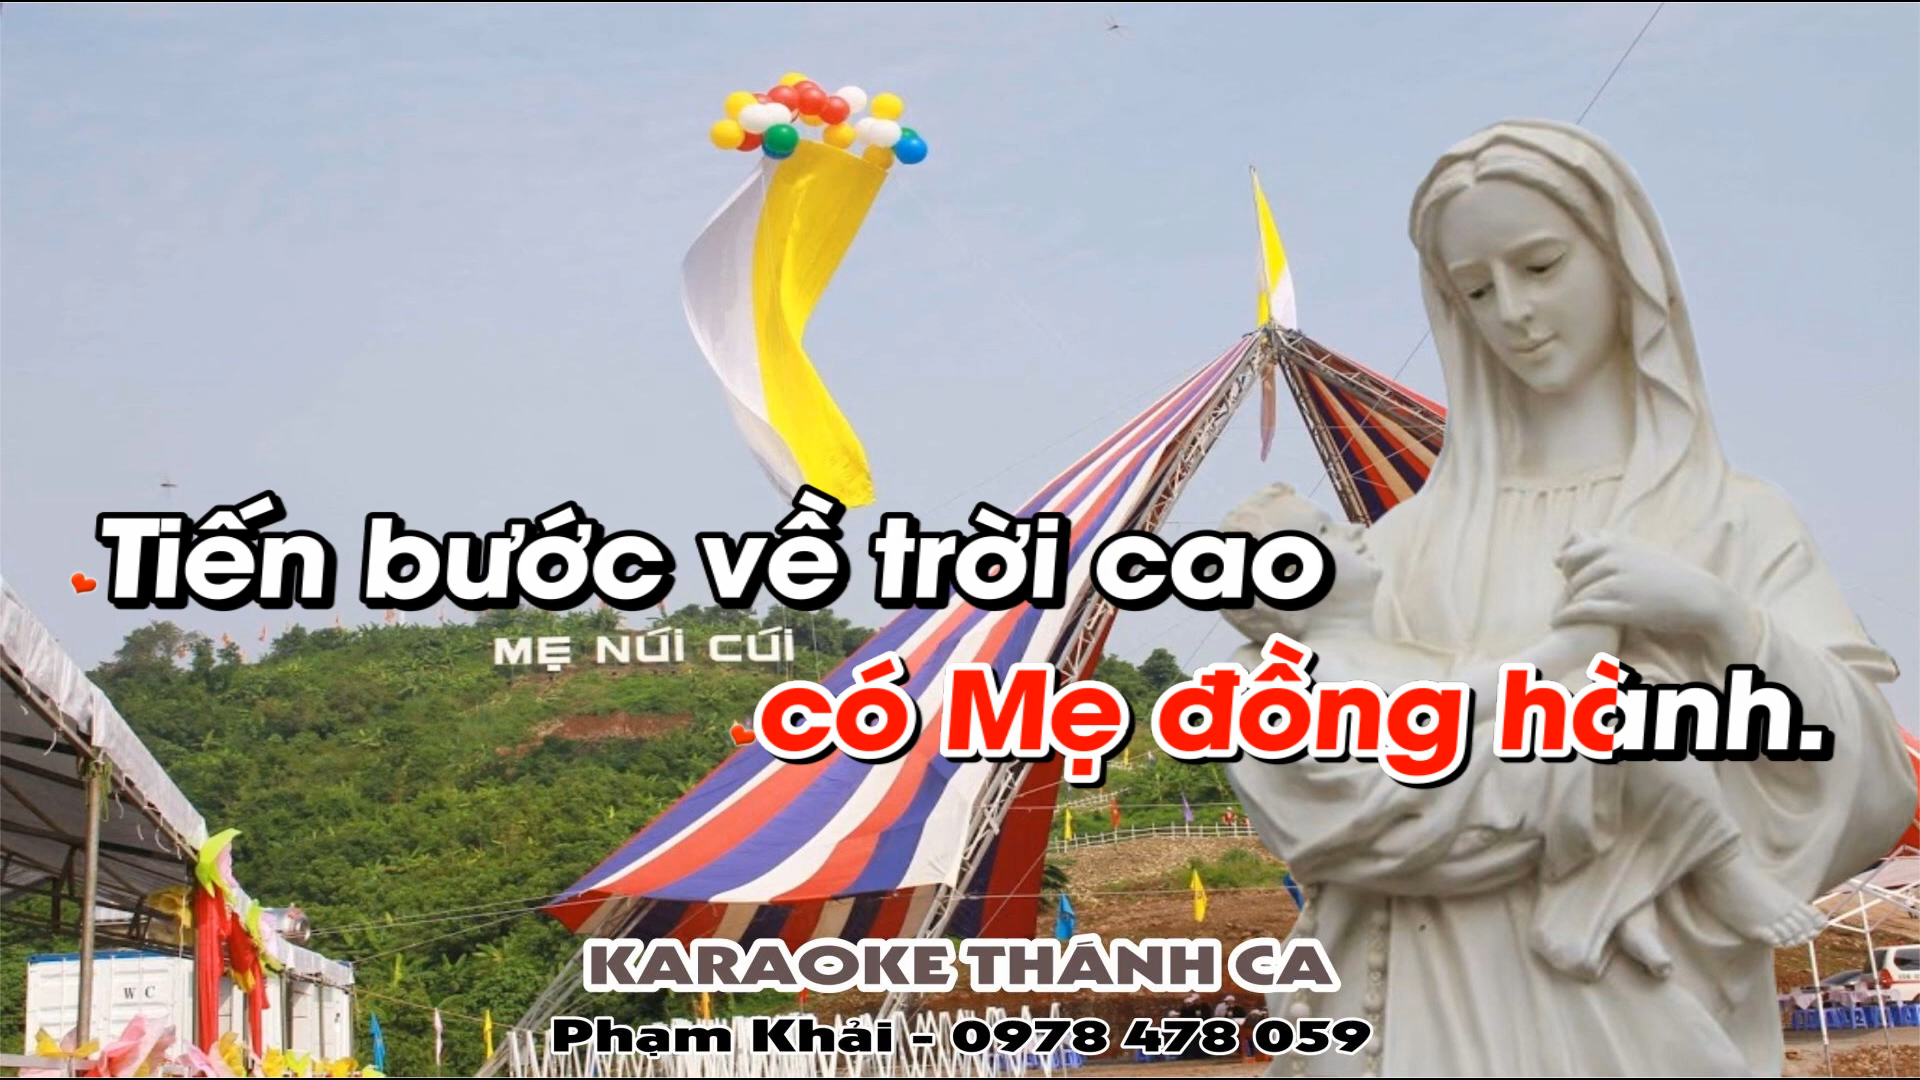 Tiến bước về trời cao
MẸ NÚI CÚI
có Mẹ đồng hành.
W C
KARAOKE THÁNH CA
Phạm Khải - 0978 478 059